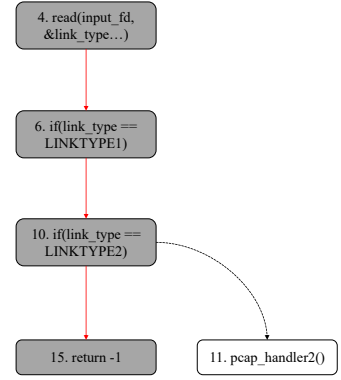 4. read(input_fd,
&link_type…)
6. if(link_type ==
LINKTYPE1)
10. if(link_type ==
LINKTYPE2)
15. return -1
11. pcap_handler2()